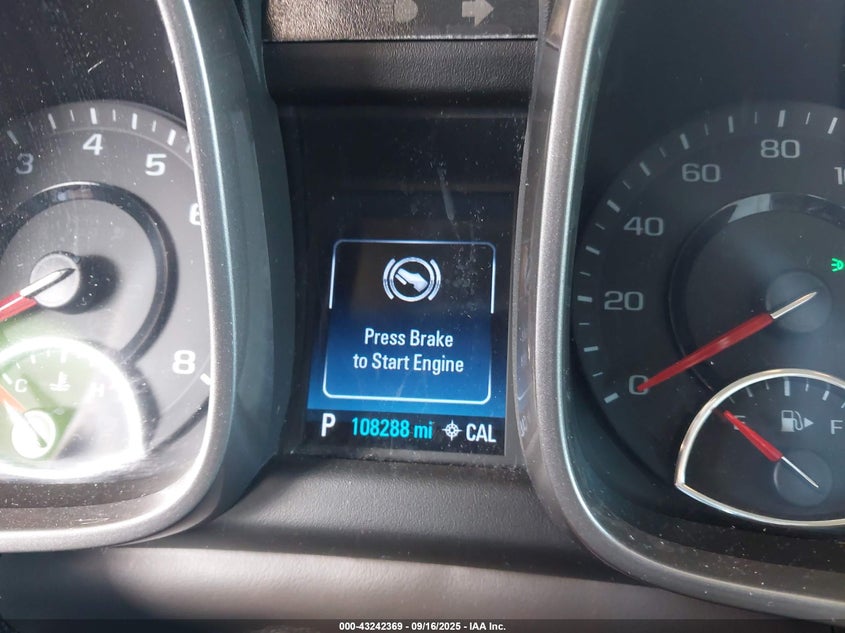 3
4
5
6
8
C
H
Press Brake
to Start Engine
P 108288 mi CAL
0
20
40
60
80
E
F
000-43242369 - 09/16/2025 - IAA Inc.